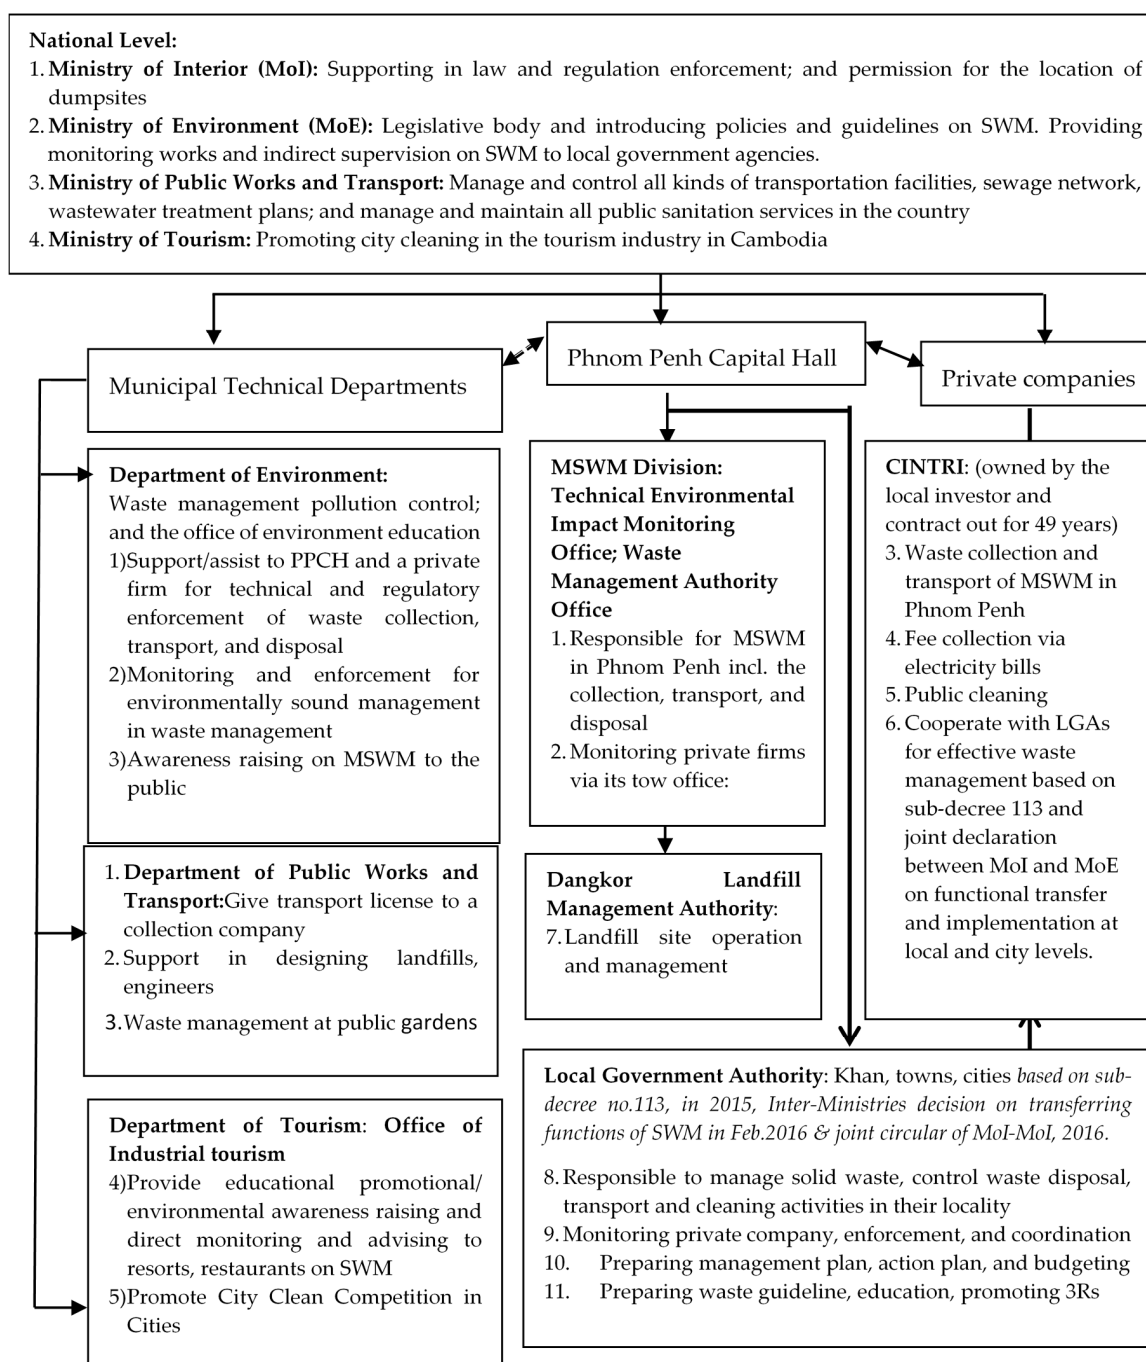 National Level:
1. Ministry of Interior (MoI): Supporting in law and regulation enforcement; and permission for the location of
dumpsites
2. Ministry of Environment (MoE): Legislative body and introducing policies and guidelines on SWM. Providing
monitoring works and indirect supervision on SWM to local government agencies.
3. Ministry of Public Works and Transport: Manage and control all kinds of transportation facilities, sewage network,
wastewater treatment plans; and manage and maintain all public sanitation services in the country
4. Ministry of Tourism: Promoting city cleaning in the tourism industry in Cambodia
Municipal Technical Departments
Phnom Penh Capital Hall
Private companies
Department of Environment:
Waste management pollution control;
and the office of environment education
1)Support/assist to PPCH and a private
firm for technical and regulatory
enforcement of waste collection,
transport, and disposal
2)Monitoring and enforcement for
environmentally sound management
in waste management
3)Awareness raising on MSWM to the
public
1. Department of Public Works and
Transport:Give transport license to a
collection company
2. Support in designing landfills,
engineers
3.Waste management at public gardens
Department of Tourism: Office of
Industrial tourism
4)Provide educational promotional/
environmental awareness raising and
direct monitoring and advising to
resorts, restaurants on SWM
5)Promote City Clean Competition in
Cities
MSWM Division:
Technical Environmental
Impact Monitoring
Office; Waste
Management Authority
Office
1. Responsible for MSWM
in Phnom Penh incl. the
collection, transport, and
disposal
2. Monitoring private firms
via its tow office:
Dangkor Landfill
Management Authority:
7. Landfill site operation
and management
CINTRI: (owned by the
local investor and
contract out for 49 years)
3. Waste collection and
transport of MSWM in
Phnom Penh
4. Fee collection via
electricity bills
5. Public cleaning
6. Cooperate with LGAs
for effective waste
management based on
sub-decree 113 and
joint declaration
between MoI and MoE
on functional transfer
and implementation at
local and city levels.
Local Government Authority: Khan, towns, cities based on sub-
decree no.113, in 2015, Inter-Ministries decision on transferring
functions of SWM in Feb.2016 & joint circular of MoI-MoI, 2016.
8. Responsible to manage solid waste, control waste disposal,
transport and cleaning activities in their locality
9. Monitoring private company, enforcement, and coordination
10. Preparing management plan, action plan, and budgeting
11. Preparing waste guideline, education, promoting 3Rs